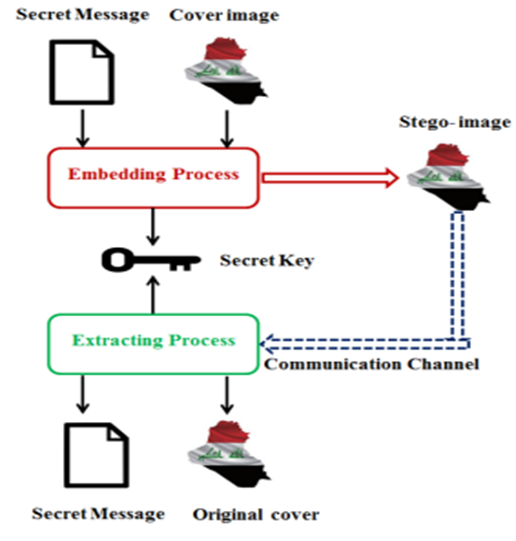 Secret Message
Cover image
Stego- image
Embedding Process
Secret Key
Extracting Process
Communication Channel
Secret Message
Original cover